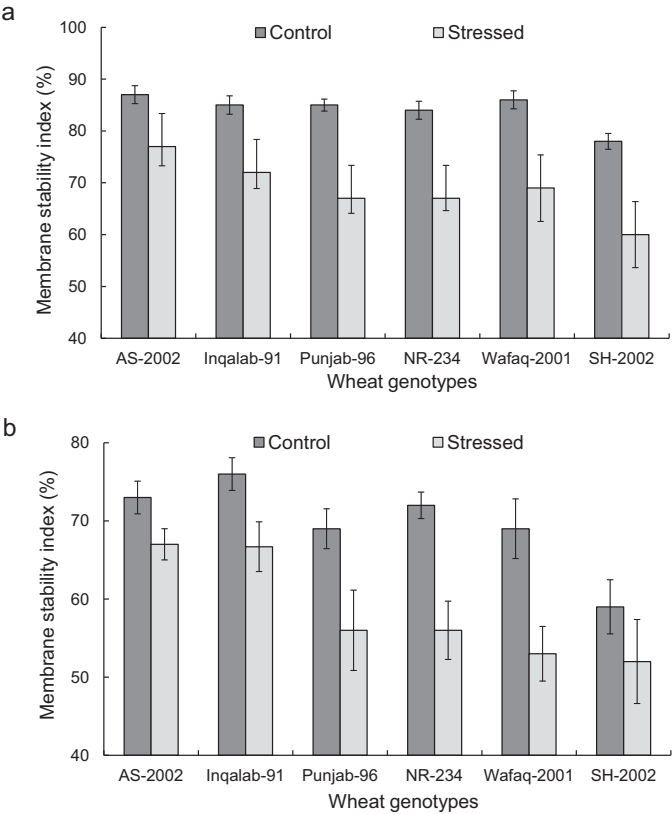 a
Membrane stability index (%)
100
90
80
70
60
50
40
Control
Stressed
AS-2002
Inqalab-91
Punjab-96
NR-234
Wafaq-2001
SH-2002
Wheat genotypes
b
Membrane stability index (%)
80
70
60
50
40
Control
Stressed
AS-2002
Inqalab-91
Punjab-96
NR-234
Wafaq-2001
SH-2002
Wheat genotypes